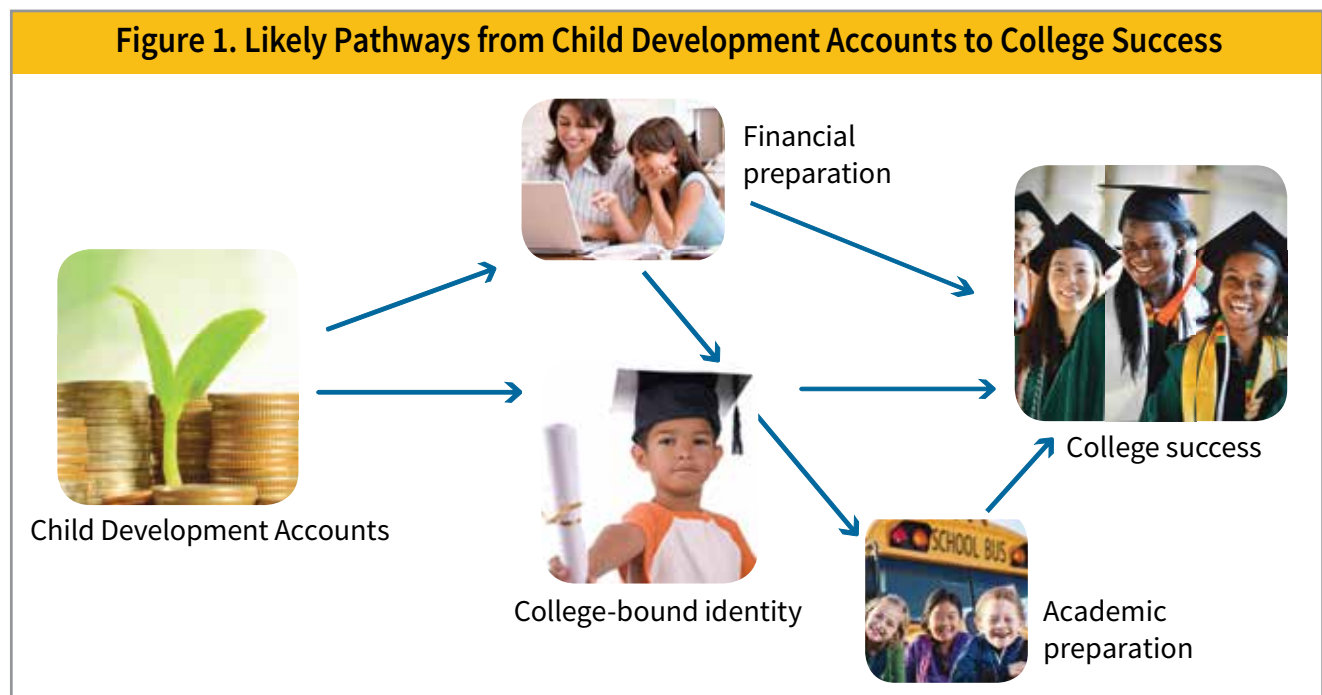 Figure 1. Likely Pathways from Child Development Accounts to College Success
Financial
preparation
College success
Child Development Accounts
SCHOOL BUS
College-bound identity
Academic
preparation